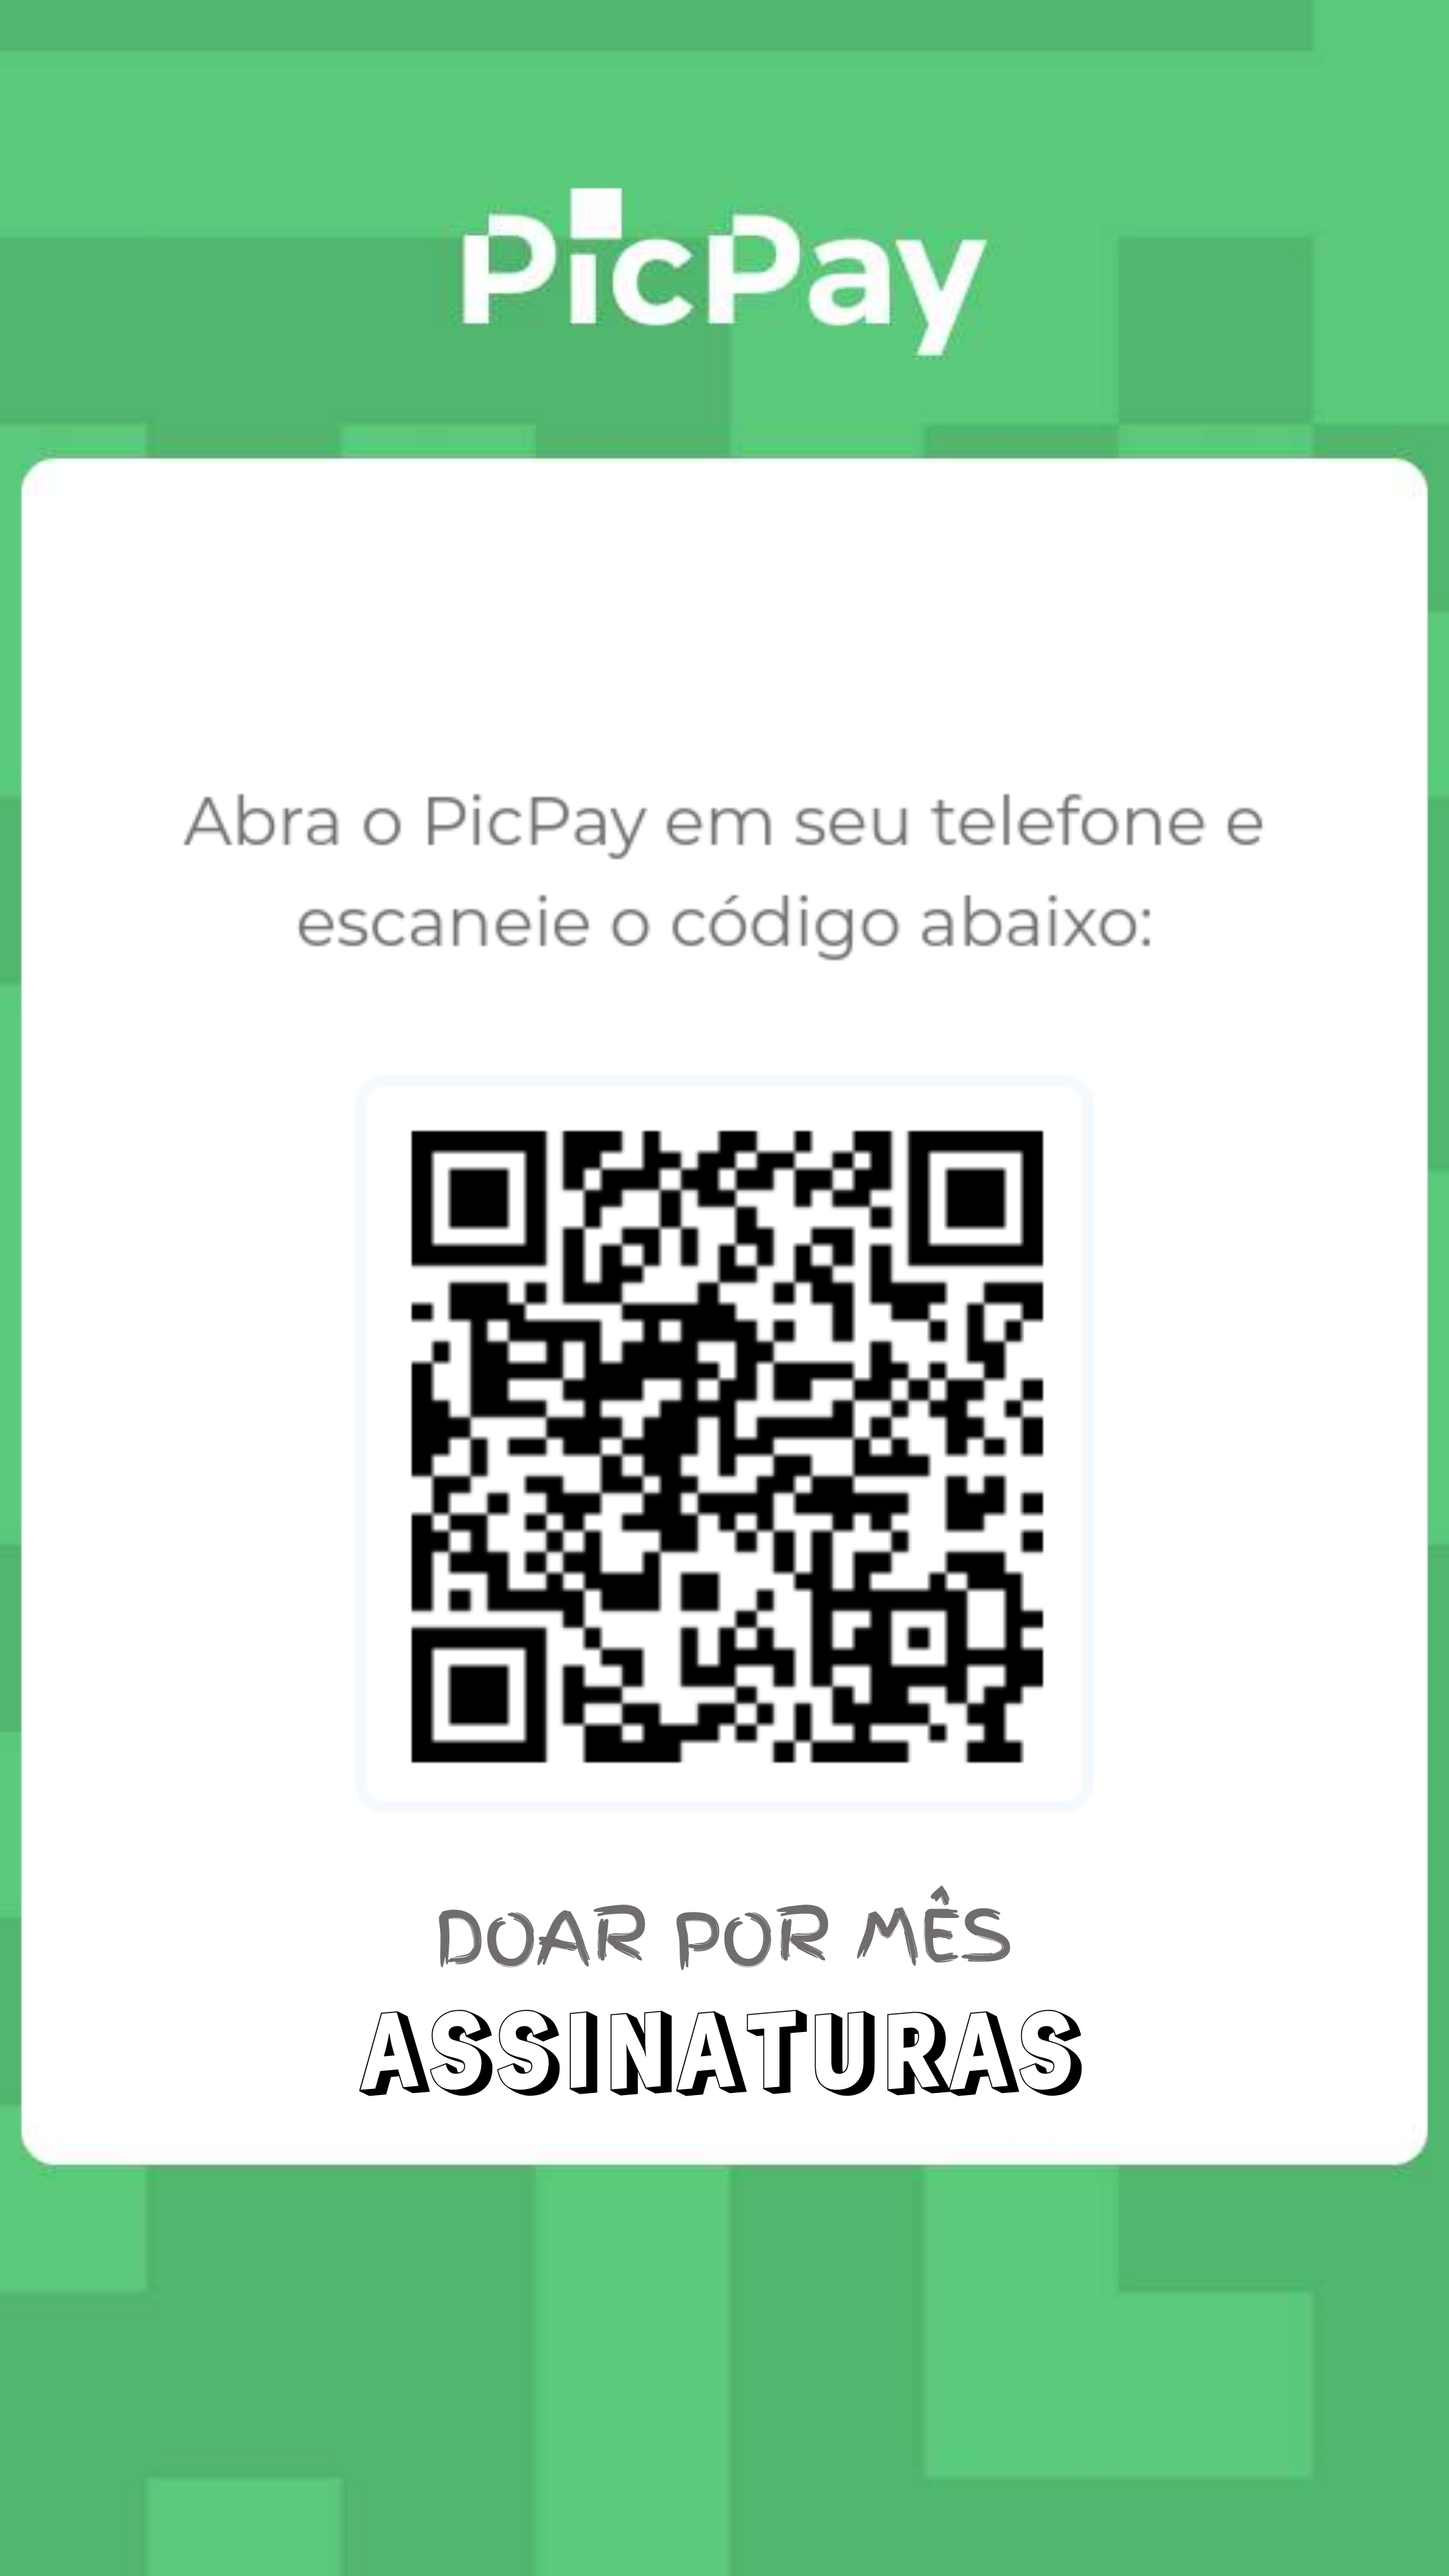 PicPay
Abra o PicPay em seu telefone e
escaneie o código abaixo:
DOAR POR MÊS
ASSINATURAS